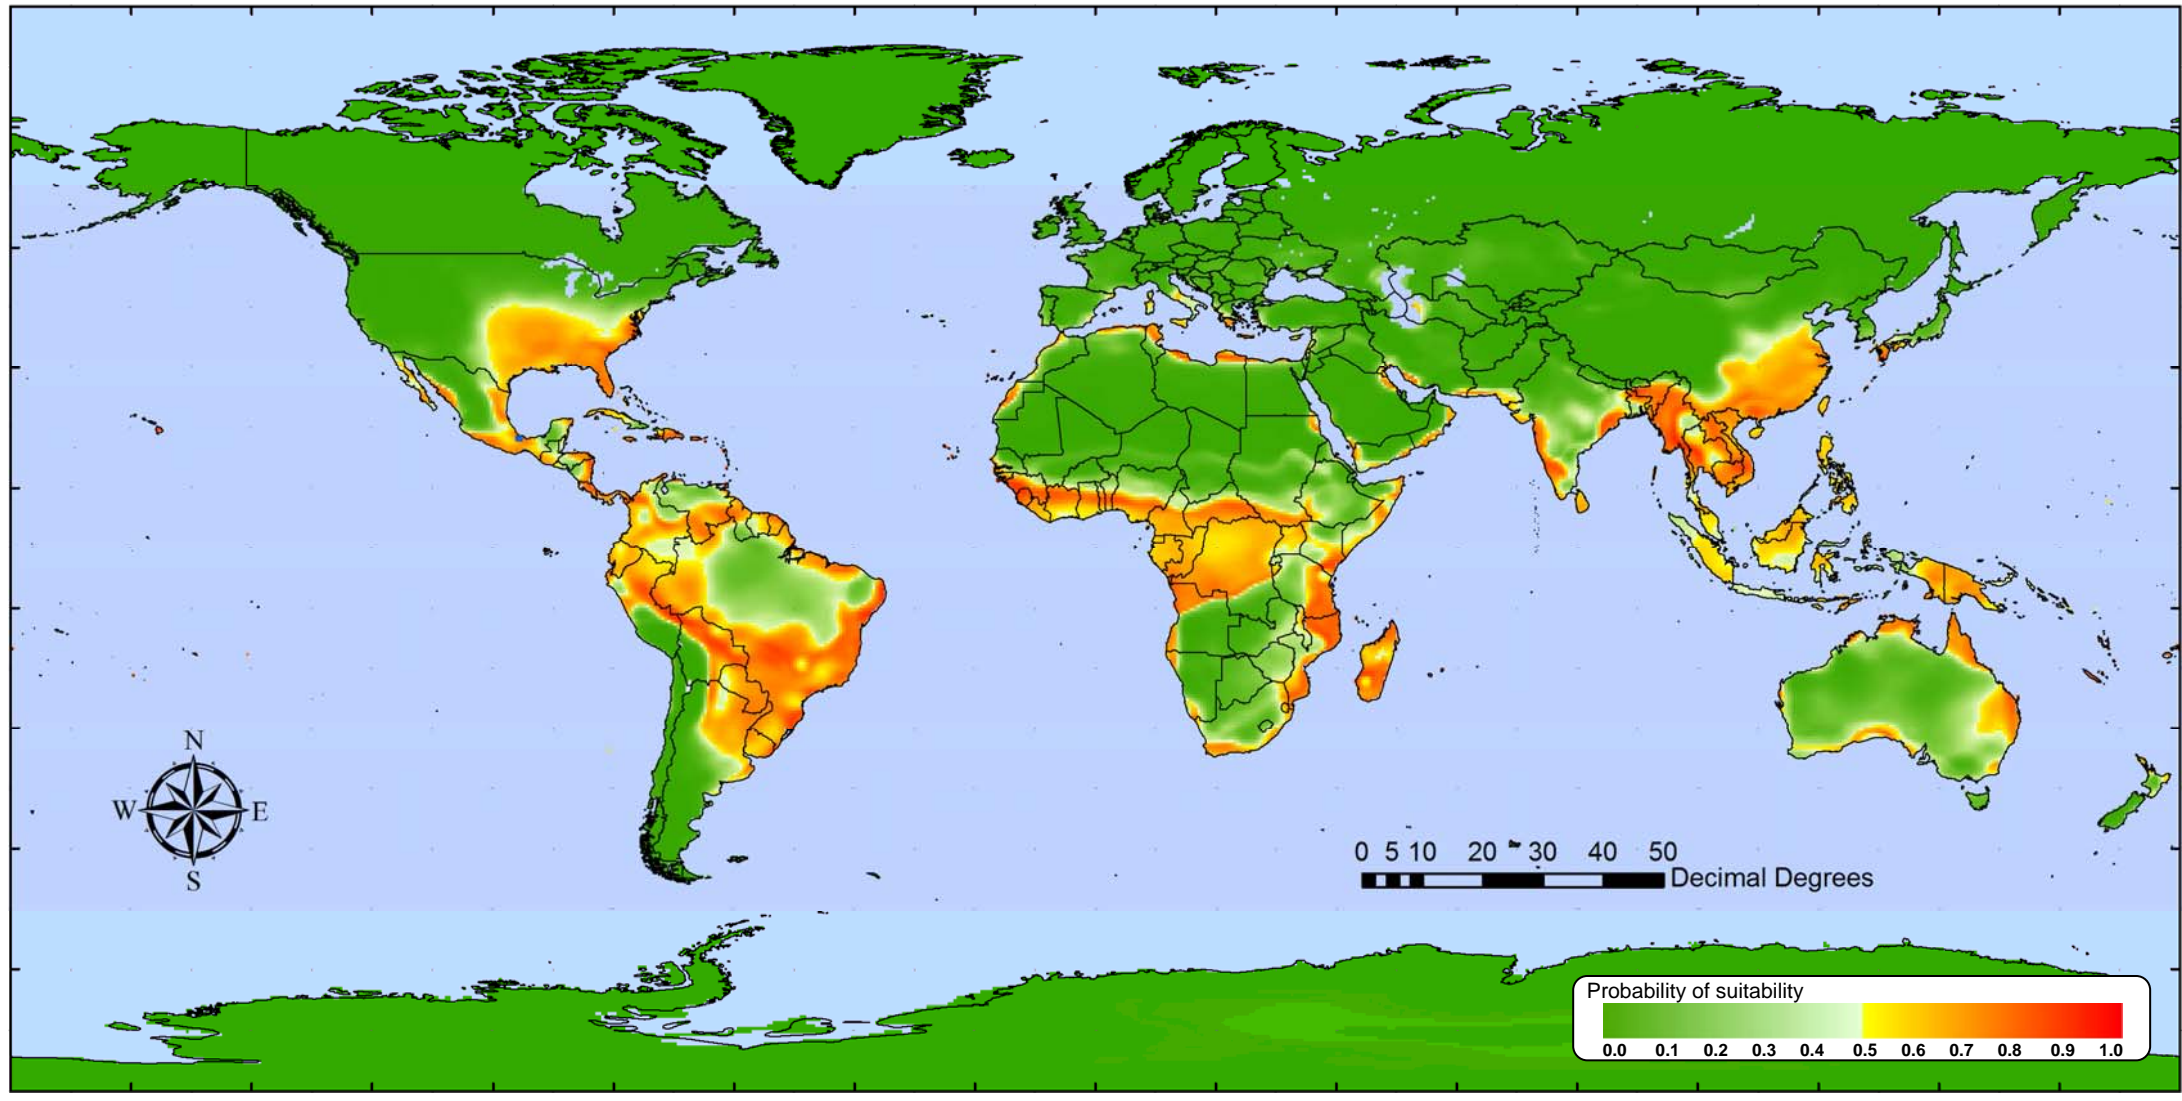 N
W E
S
0 5 10 20 30 40 50
Decimal Degrees
Probability of suitability
0.0 0.1 0.2 0.3 0.4 0.5 0.6 0.7 0.8 0.9 1.0